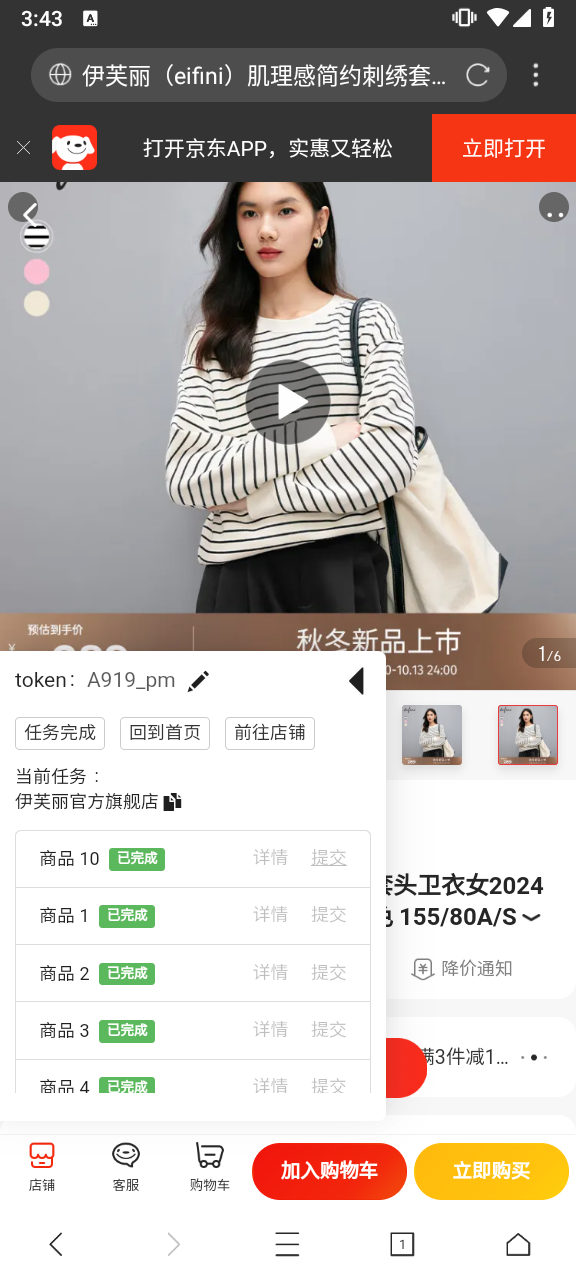 3:43
A
伊芙丽（eifini）肌理感简约刺绣套...
打开京东APP，实惠又轻松
立即打开
预估到手价
秋冬新品上市
0-10.13 24:00
1/6
token： A919_pm
任务完成 回到首页 前往店铺
当前任务：
伊芙丽官方旗舰店
商品 10 已完成 详情 提交
商品 1 已完成 详情 提交
商品 2 已完成 详情 提交
商品 3 已完成 详情 提交
商品 4 已完成 详情 提交
套头卫衣女2024
色 155/80A/S
降价通知
满3件减1...
店铺 客服 购物车 加入购物车 立即购买
1